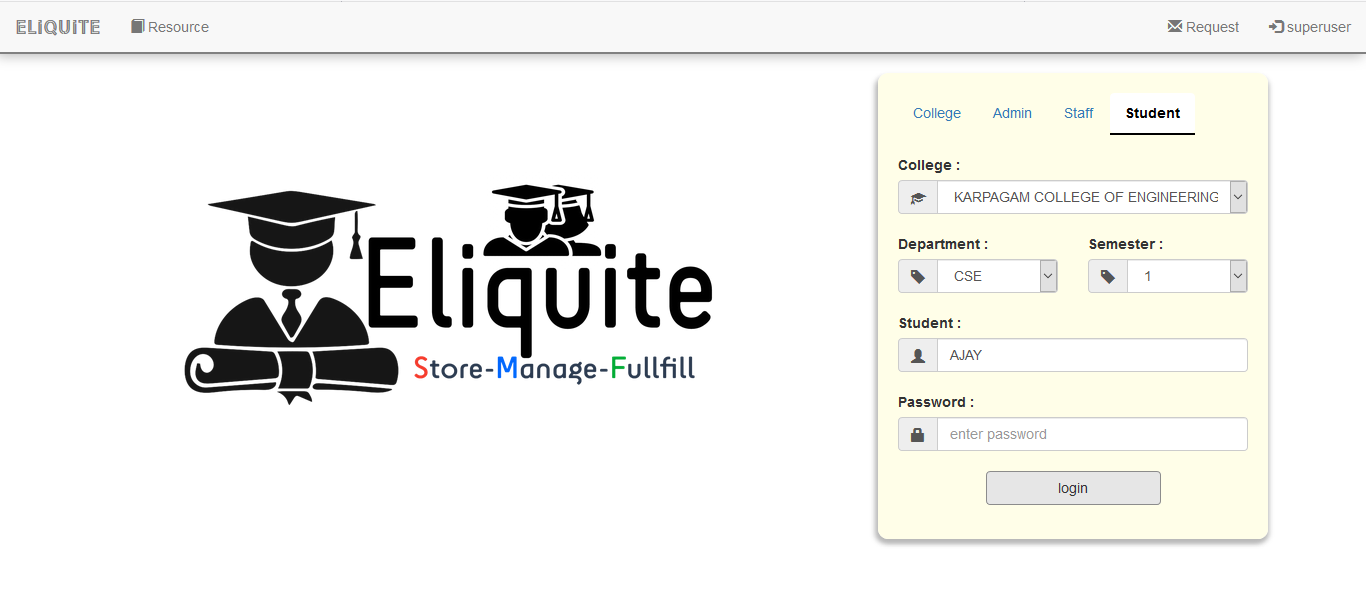 ELiQUiTE Resource Request superuser
College Admin Staff Student
College :
KARPAGAM COLLEGE OF ENGINEERING
Department : Semester :
CSE 1
Student :
AJAY
Password :
enter password
login
Eliquite
Store-Manage-Fullfill